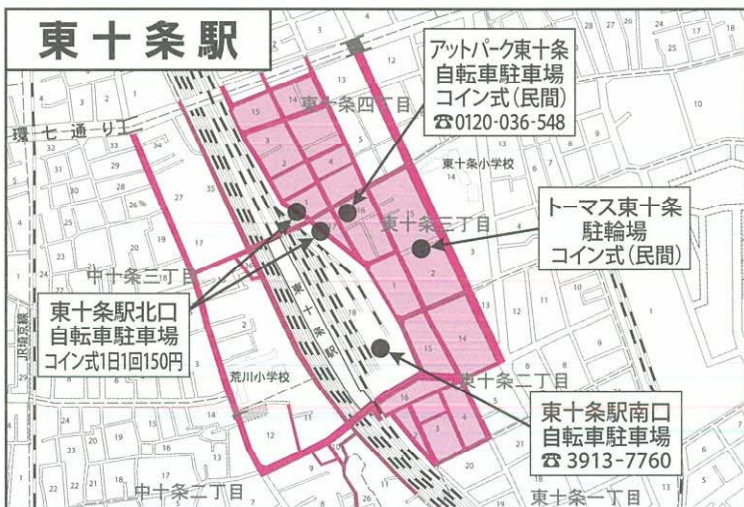 東十条駅
アットパーク東十条
自転車駐車場
コイン式(民間)
☎0120-036-548
東十条四丁目
環七通り
東十条小学校
トーマス東十条
駐輪場
コイン式(民間)
東十条三丁目
中十条三丁目
東十条駅北口
自転車駐車場
コイン式1日1回150円
東十条駅
JR埼京線
荒川小学校
東十条二丁目
東十条駅南口
自転車駐車場
☎3913-7760
中十条二丁目
東十条一丁目